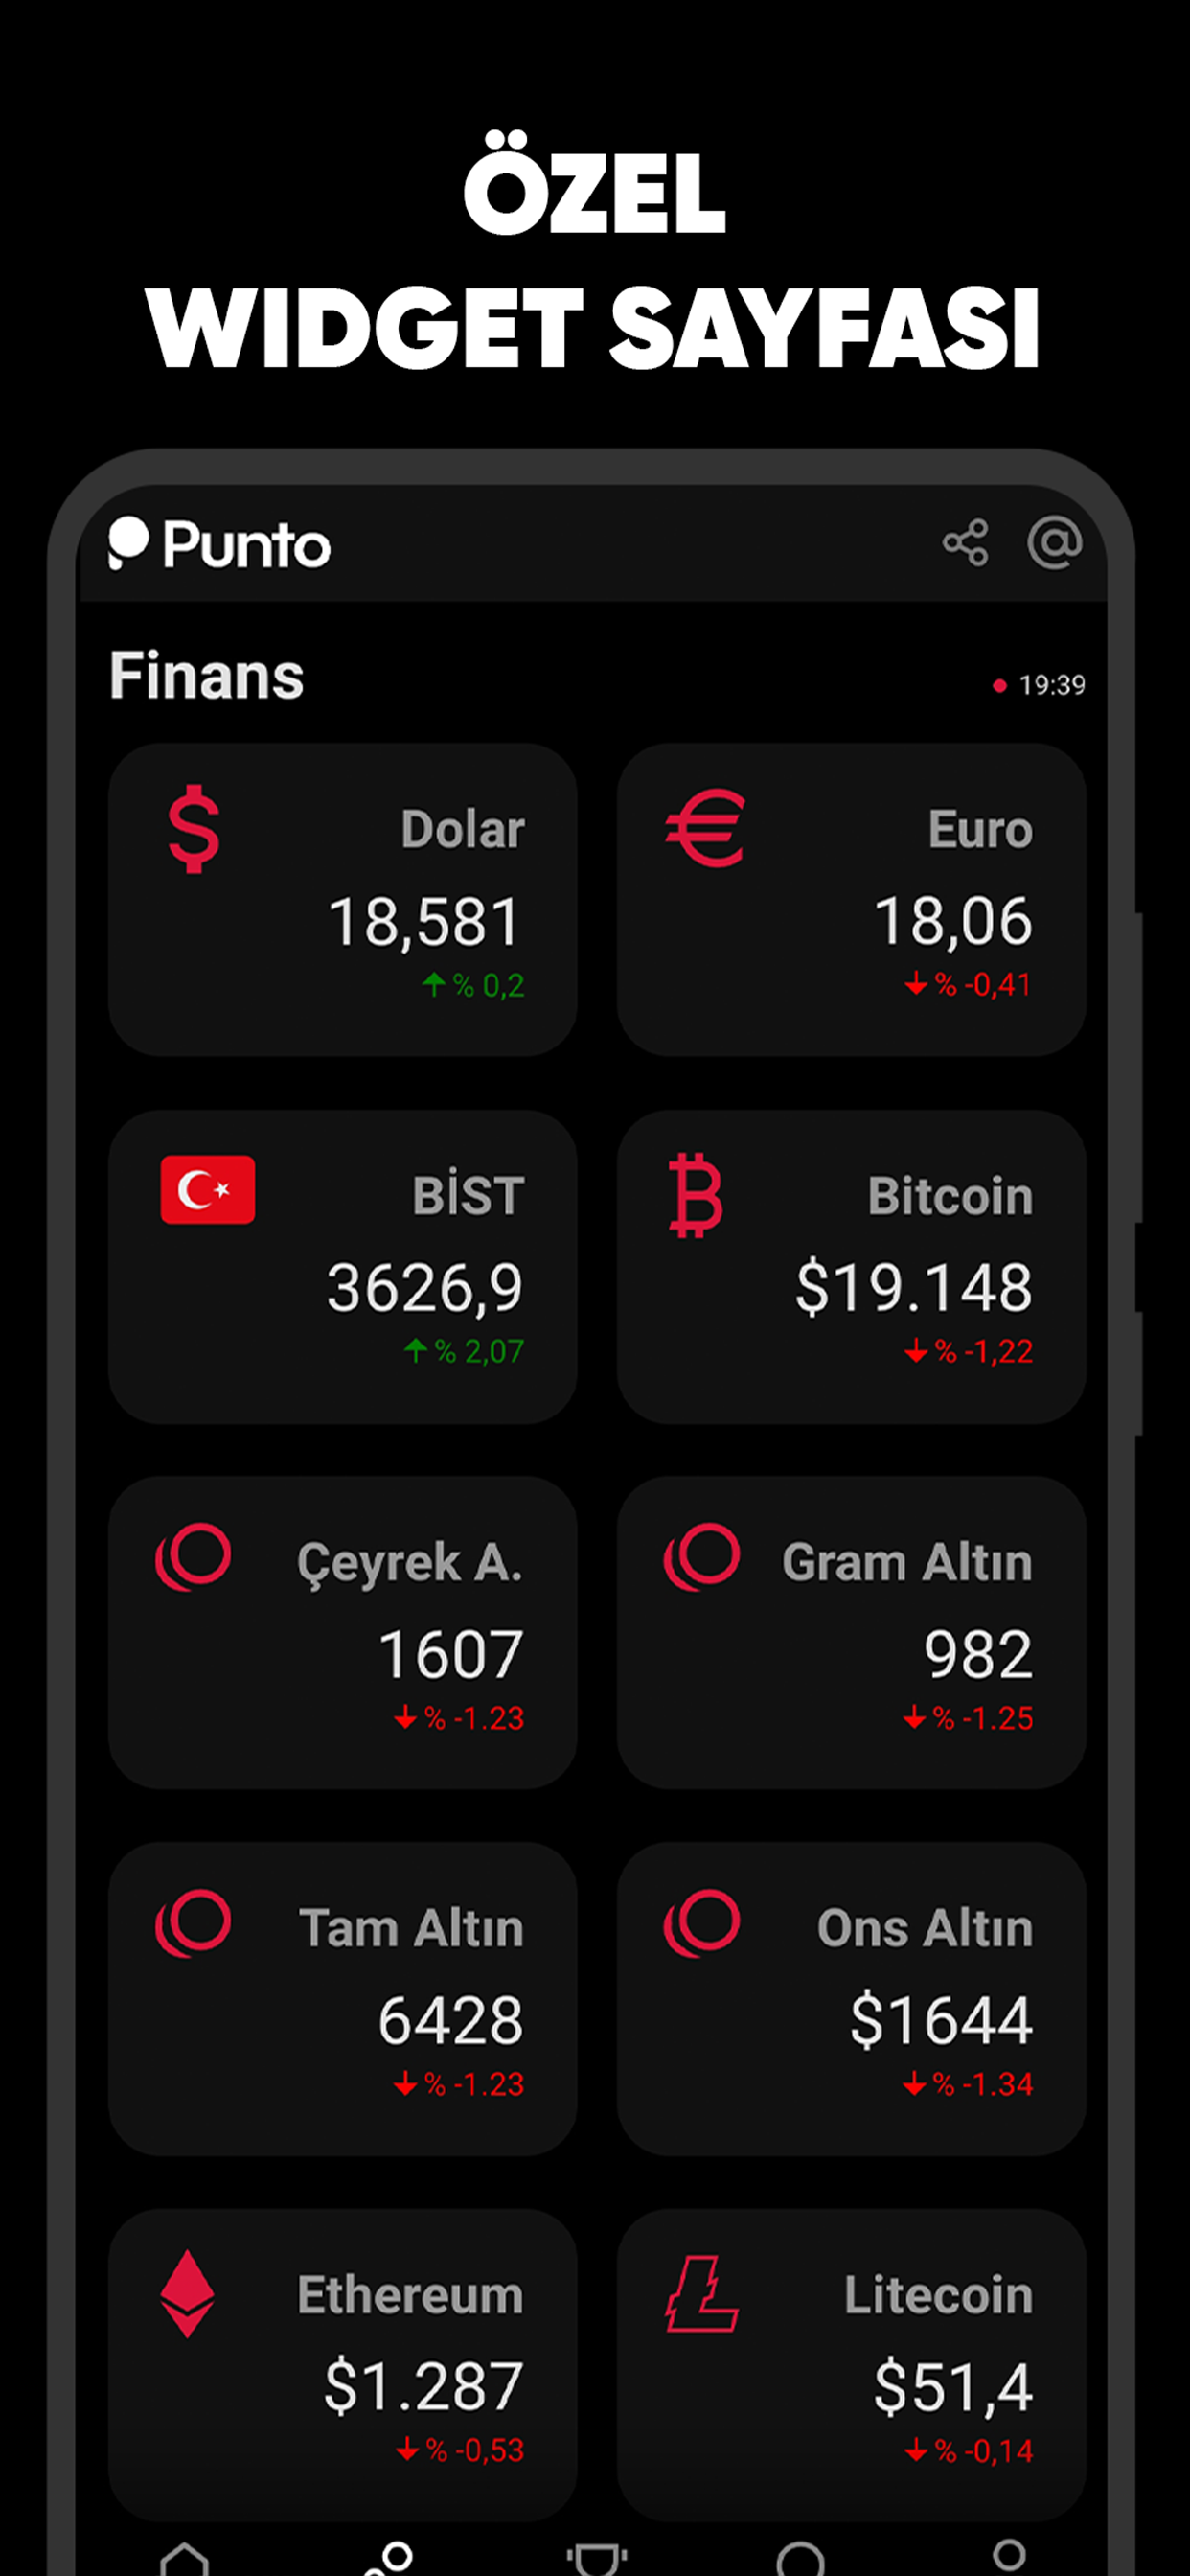 ÖZEL
WIDGET SAYFASI
Punto
Finans
19:39
Dolar
18,581
% 0,2
Euro
18,06
% -0,41
BİST
3626,9
% 2,07
Bitcoin
$19.148
% -1,22
Çeyrek A.
1607
% -1.23
Gram Altın
982
% -1.25
Tam Altın
6428
% -1.23
Ons Altın
$1644
% -1.34
Ethereum
$1.287
% -0,53
Litecoin
$51,4
% -0,14